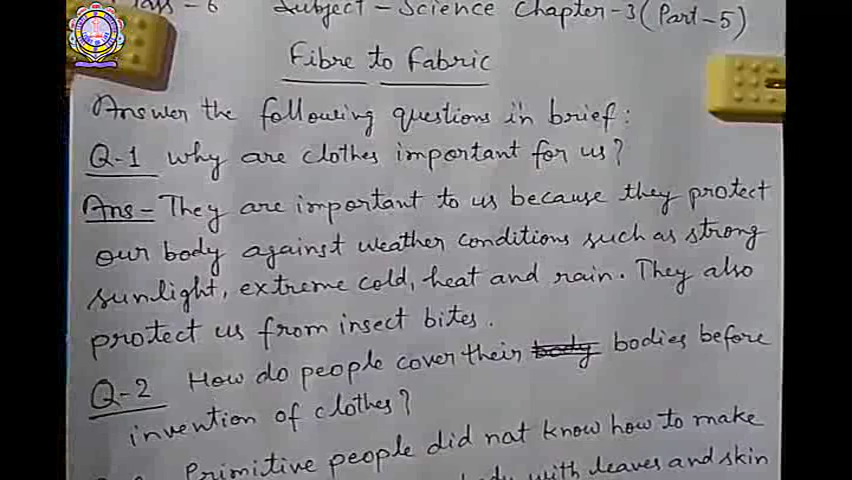 ass - 6 Subject - Science Chapter - 3 (Part - 5)
Fibre to Fabric
Answer the following questions in brief:
Q-1 Why are clothes important for us?
Ans - They are important to us because they protect
our body against weather conditions such as strong
sunlight, extreme cold, heat and rain. They also
protect us from insect bites.
Q-2 How do people cover their body bodies before
invention of clothes?
Primitive people did not know how to make
with leaves and skin